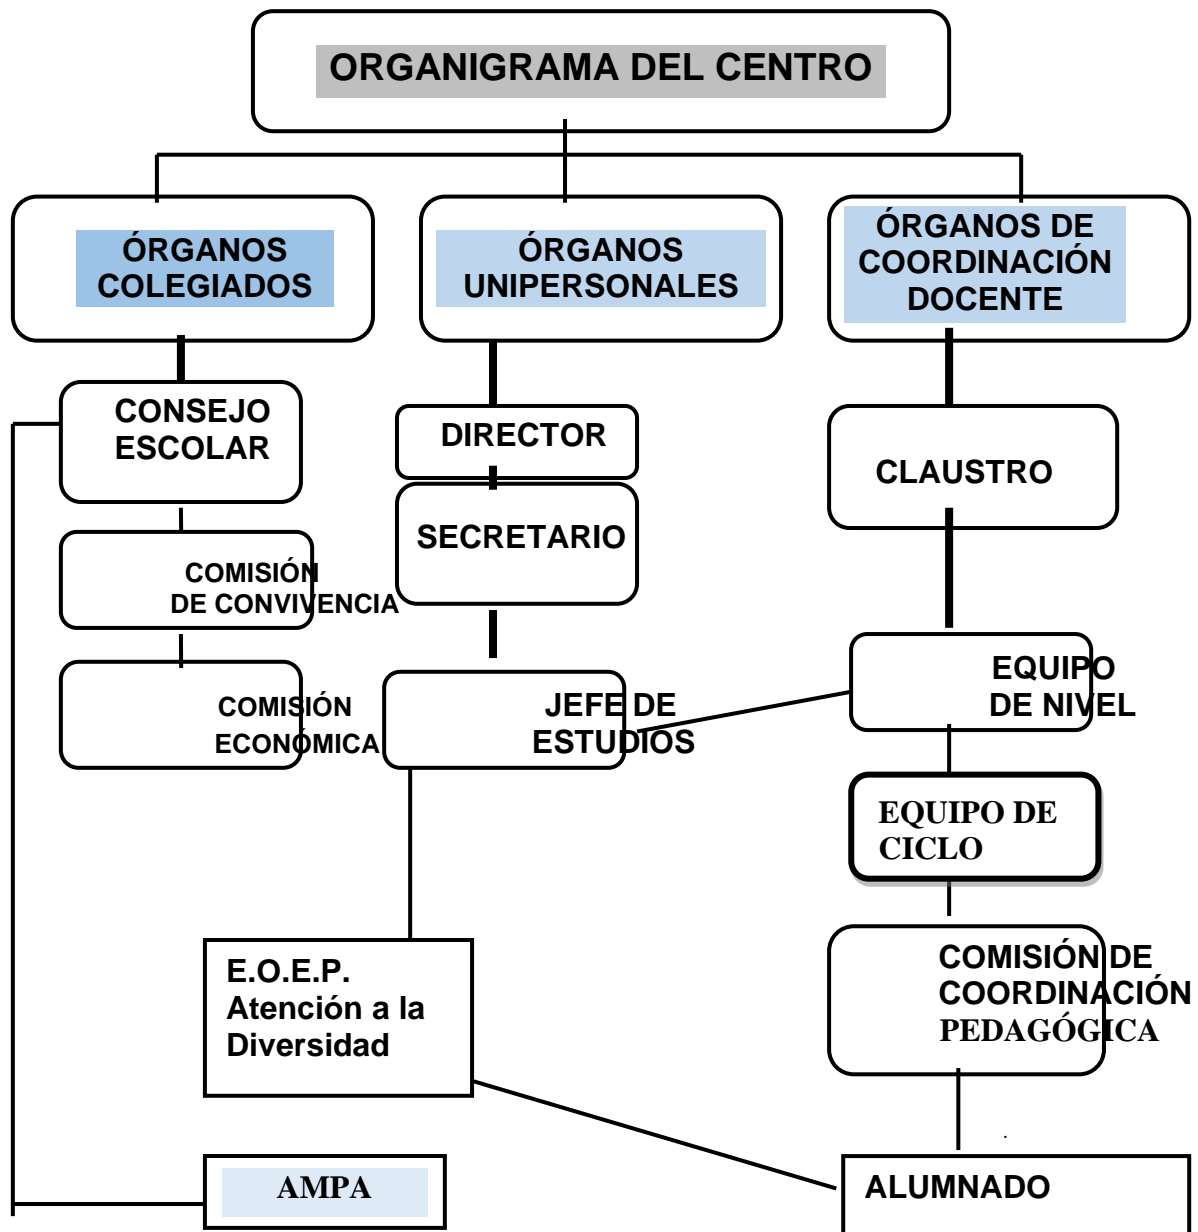 ORGANIGRAMA DEL CENTRO
ÓRGANOS
COLEGIADOS
ÓRGANOS
UNIPERSONALES
ÓRGANOS DE
COORDINACIÓN
DOCENTE
CONSEJO
ESCOLAR
DIRECTOR
CLAUSTRO
SECRETARIO
COMISIÓN
DE CONVIVENCIA
COMISIÓN
ECONÓMICA
JEFE DE
ESTUDIOS
EQUIPO
DE NIVEL
EQUIPO DE
CICLO
E.O.E.P.
Atención a la
Diversidad
COMISIÓN DE
COORDINACIÓN
PEDAGÓGICA
.
AMPA
ALUMNADO